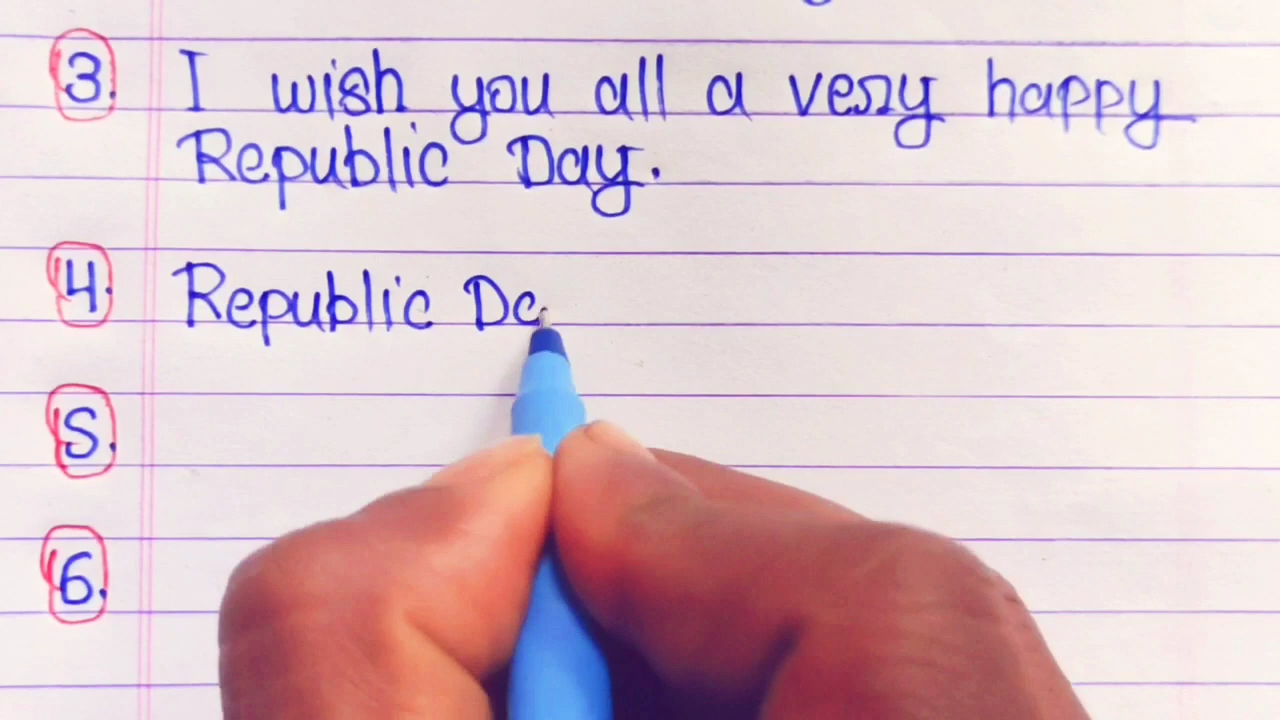 3. I wish you all a very happy
Republic Day.
4. Republic
5.
6.